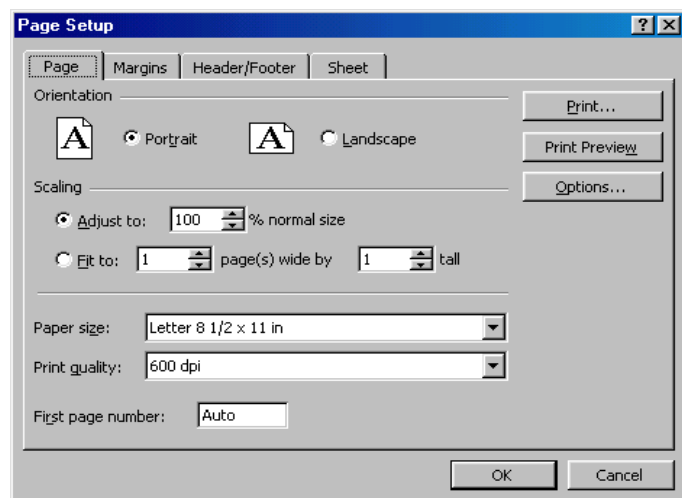 Page Setup
Page Margins Header/Footer Sheet
Orientation
A Portrait A Landscape
Print...
Print Preview
Options...
Scaling
Adjust to: 100 % normal size
Fit to: 1 page(s) wide by 1 tall
Paper size: Letter 8 1/2 x 11 in
Print quality: 600 dpi
First page number: Auto
OK Cancel